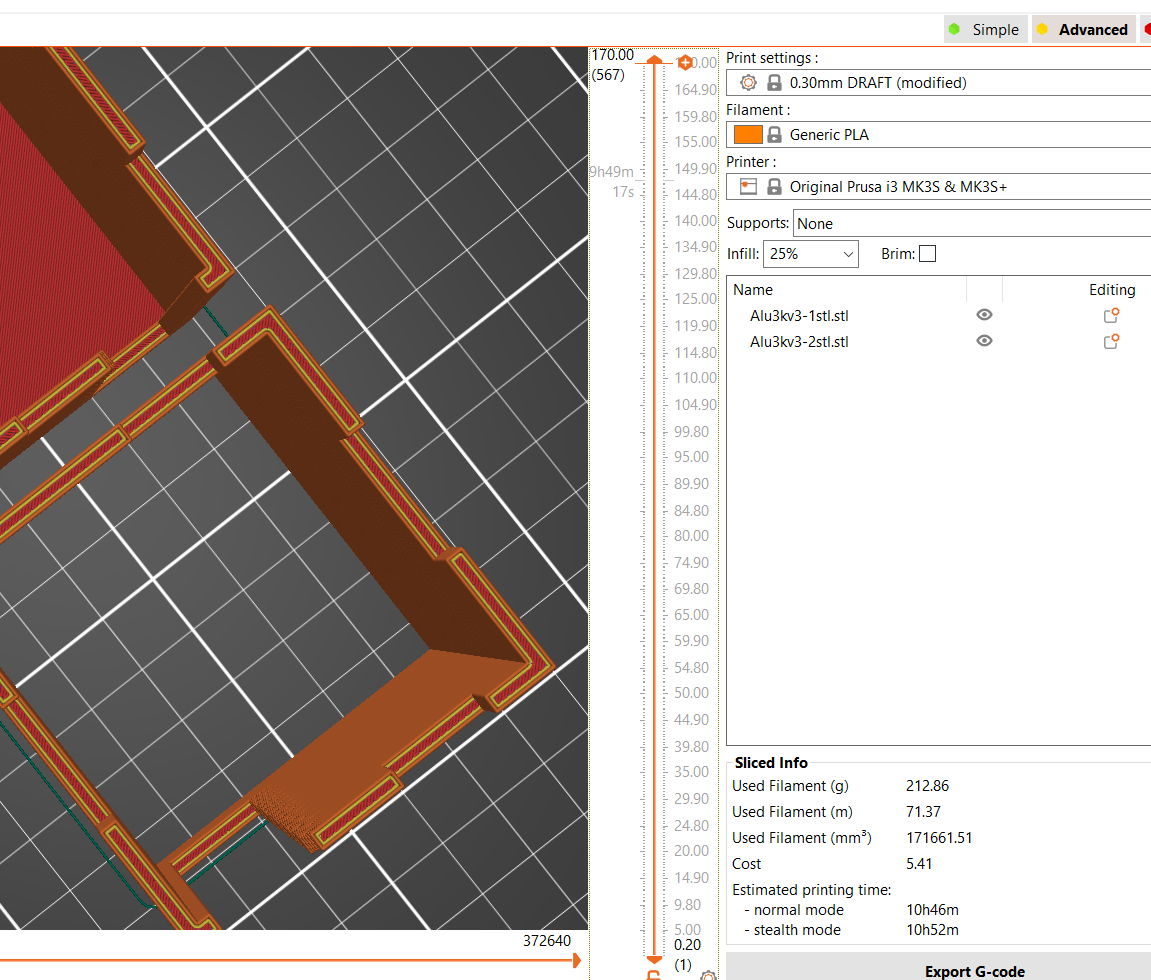 Simple
Advanced
170.00
(567)
9h49m
17s
164.90
159.80
155.00
149.90
144.80
140.00
134.90
129.80
125.00
119.90
114.80
110.00
104.90
99.80
95.00
89.90
84.80
80.00
74.90
69.80
65.00
59.90
54.80
50.00
44.90
39.80
35.00
29.90
24.80
20.00
14.90
9.80
5.00
0.20
(1)
372640
Print settings :
0.30mm DRAFT (modified)
Filament :
Generic PLA
Printer :
Original Prusa i3 MK3S & MK3S+
Supports: None
Infill: 25% Brim:
Name Editing
Alu3kv3-1stl.stl
Alu3kv3-2stl.stl
Sliced Info
Used Filament (g) 212.86
Used Filament (m) 71.37
Used Filament (mm³) 171661.51
Cost 5.41
Estimated printing time:
- normal mode 10h46m
- stealth mode 10h52m
Export G-code